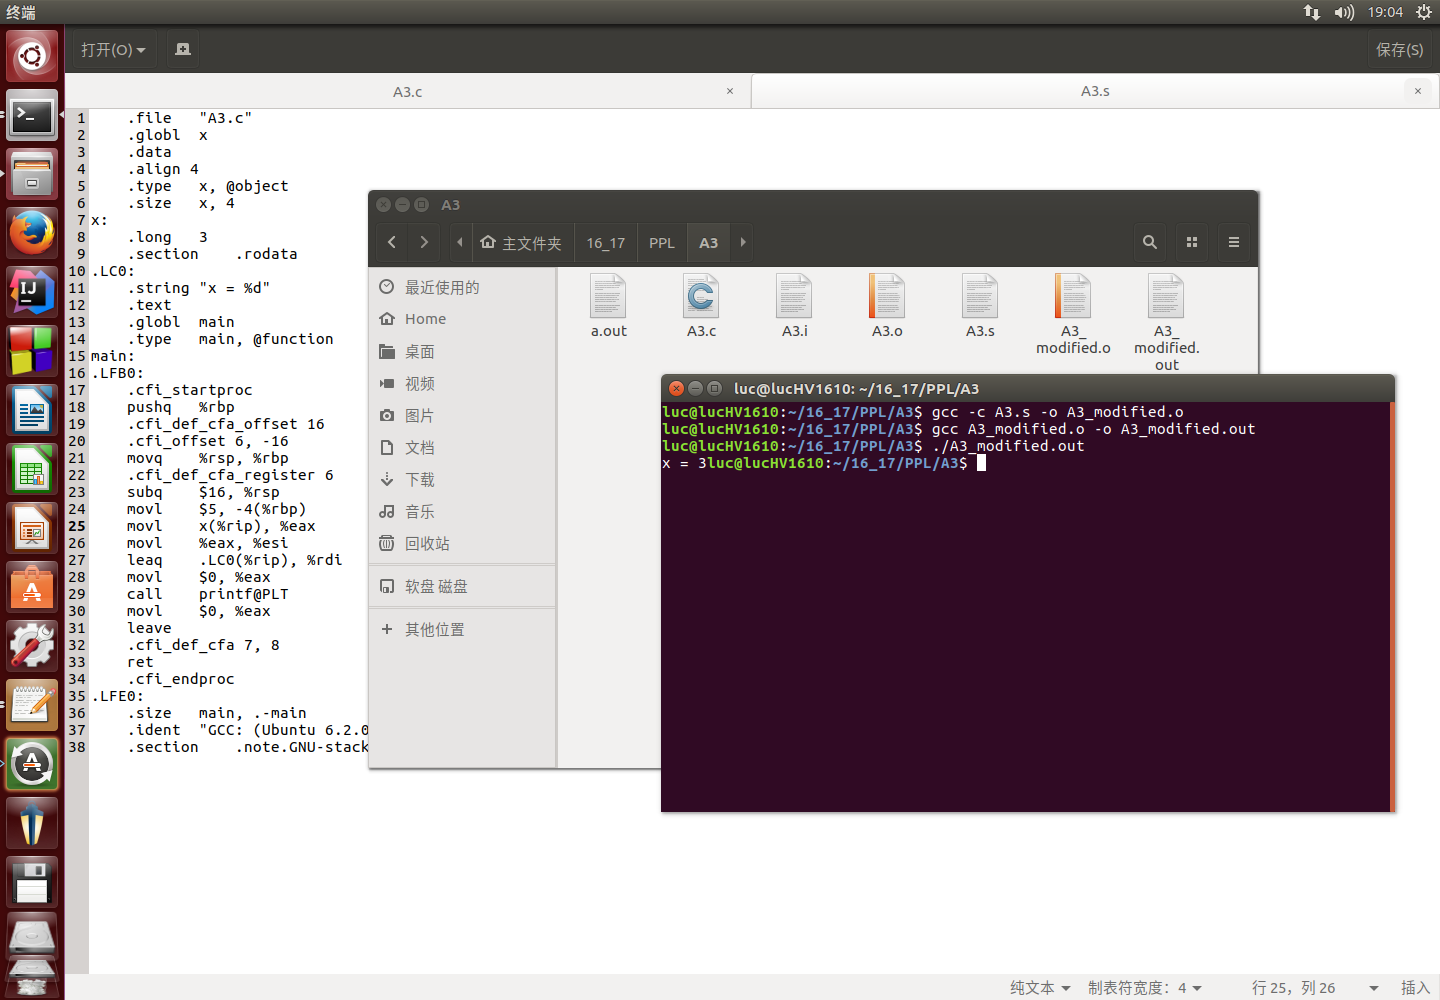 终端
19:04
打开(O)
保存(S)
A3.c ×
A3.s ×
1 .file "A3.c"
2 .globl x
3 .data
4 .align 4
5 .type x, @object
6 .size x, 4
7 x:
8 .long 3
9 .section .rodata
10 .LC0:
11 .string "x = %d"
12 .text
13 .globl main
14 .type main, @function
15 main:
16 .LFB0:
17 .cfi_startproc
18 pushq %rbp
19 .cfi_def_cfa_offset 16
20 .cfi_offset 6, -16
21 movq %rsp, %rbp
22 .cfi_def_cfa_register 6
23 subq $16, %rsp
24 movl $5, -4(%rbp)
25 movl x(%rip), %eax
26 movl %eax, %esi
27 leaq .LC0(%rip), %rdi
28 movl $0, %eax
29 call printf@PLT
30 movl $0, %eax
31 leave
32 .cfi_def_cfa 7, 8
33 ret
34 .cfi_endproc
35 .LFE0:
36 .size main, .-main
37 .ident "GCC: (Ubuntu 6.2.0
38 .section .note.GNU-stack
A3
主文件夹 16_17 PPL A3
最近使用的
Home
桌面
视频
图片
文档
下载
音乐
回收站
软盘 磁盘
其他位置
a.out
A3.c
A3.i
A3.o
A3.s
A3_
modified.o
A3_
modified.
out
luc@lucHV1610: ~/16_17/PPL/A3
luc@lucHV1610:~/16_17/PPL/A3$ gcc -c A3.s -o A3_modified.o
luc@lucHV1610:~/16_17/PPL/A3$ gcc A3_modified.o -o A3_modified.out
luc@lucHV1610:~/16_17/PPL/A3$ ./A3_modified.out
x = 3luc@lucHV1610:~/16_17/PPL/A3$
纯文本 制表符宽度：4 行 25，列 26 插入